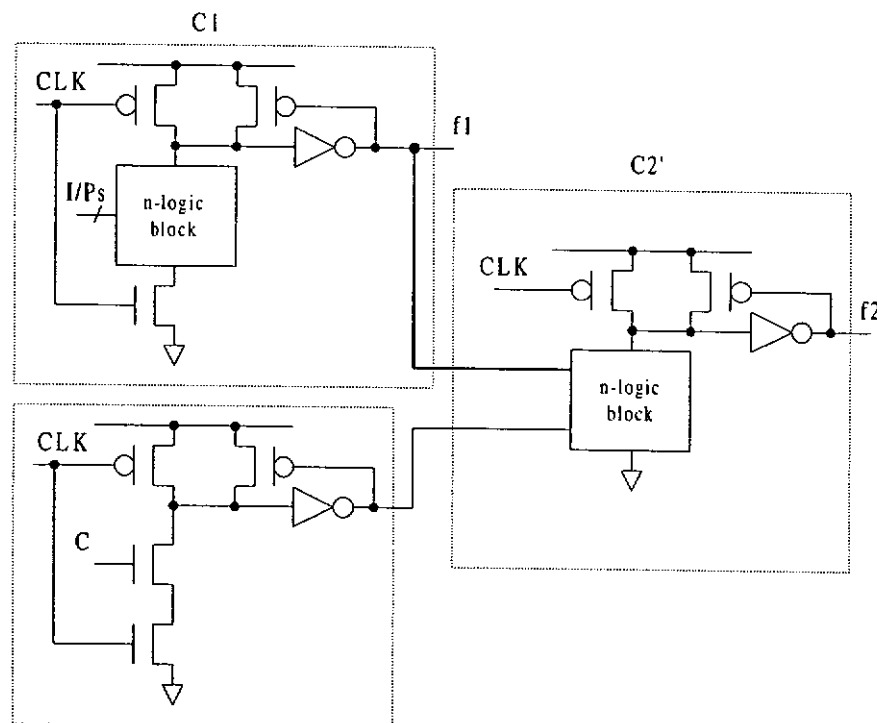 C1
CLK
f1
I/Ps
n-logic
block
C2'
CLK
f2
n-logic
block
CLK
C